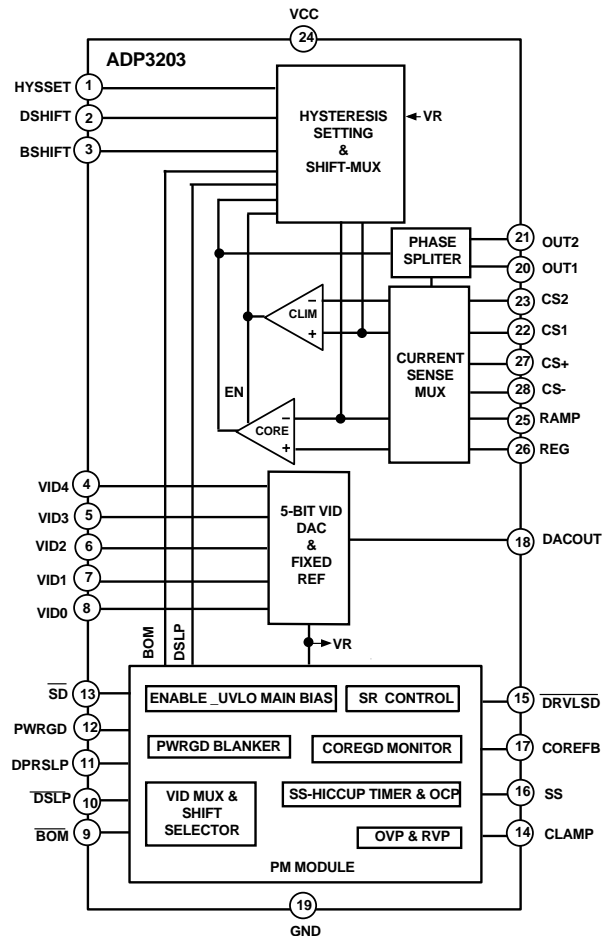 VCC
24
ADP3203
HYSSET 1
DSHIFT 2
BSHIFT 3
HYSTERESIS
SETTING
&
SHIFT-MUX
VR
PHASE
SPLITER
21 OUT2
20 OUT1
23 CS2
22 CS1
27 CS+
28 CS-
25 RAMP
26 REG
CURRENT
SENSE
MUX
−
CLIM
+
EN
−
CORE
+
VID4 4
VID3 5
VID2 6
VID1 7
VID0 8
5-BIT VID
DAC
&
FIXED
REF
18 DACOUT
BOM
DSLP
VR
SD 13
PWRGD 12
DPRSLP 11
DSLP 10
BOM 9
ENABLE _UVLO MAIN BIAS
SR CONTROL
PWRGD BLANKER
COREGD MONITOR
VID MUX &
SHIFT
SELECTOR
SS-HICCUP TIMER & OCP
OVP & RVP
PM MODULE
15 DRVLSD
17 COREFB
16 SS
14 CLAMP
19
GND